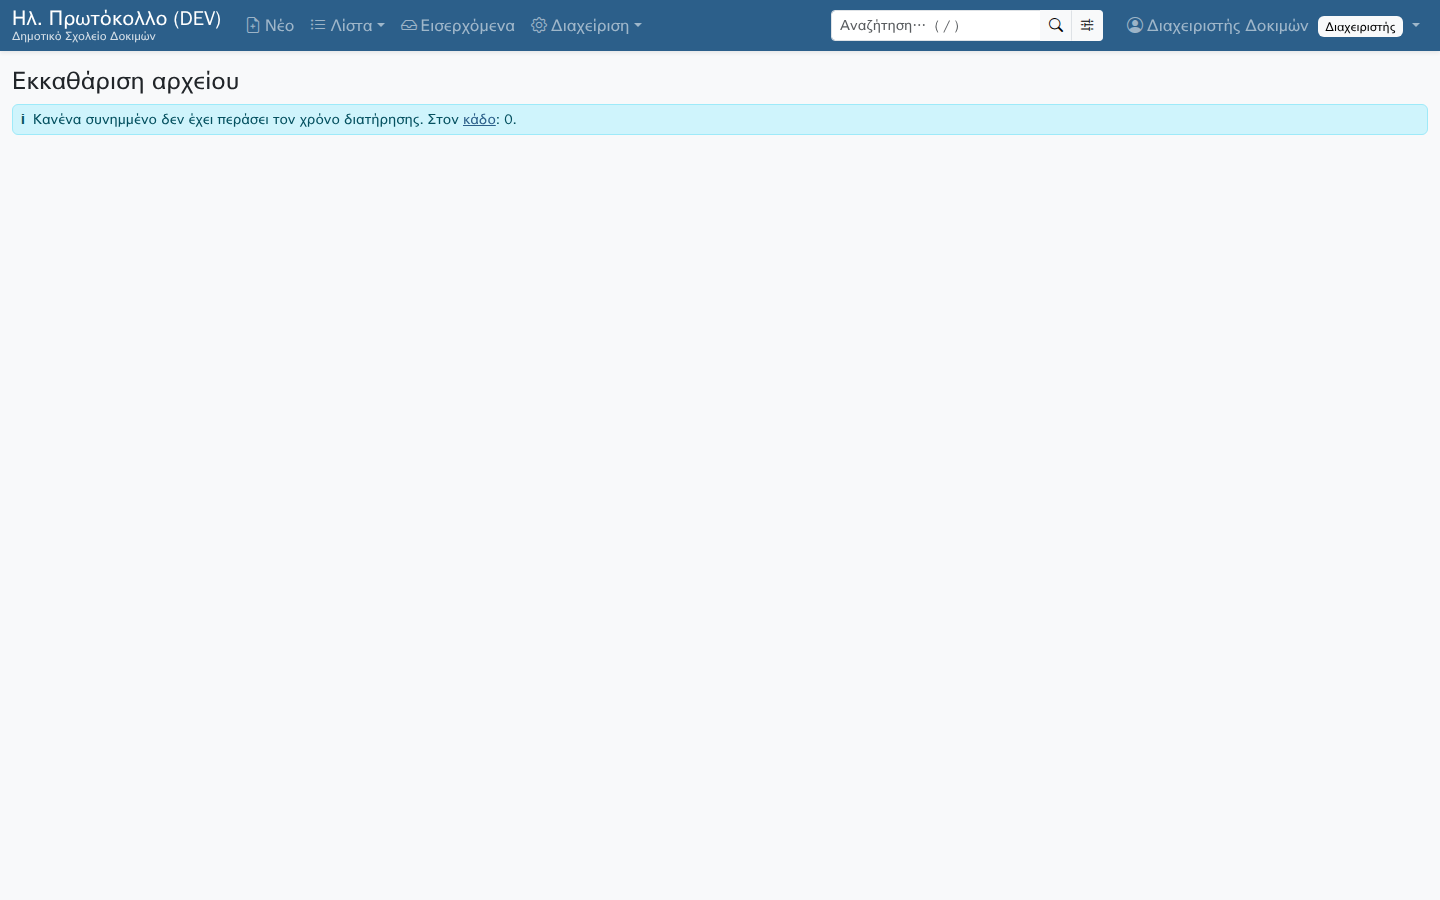 Ηλ. Πρωτόκολλο (DEV)
Δημοτικό Σχολείο Δοκιμών
Νέο
Λίστα
Εισερχόμενα
Διαχείριση
Αναζήτηση… ( / )
Διαχειριστής Δοκιμών
Διαχειριστής
Εκκαθάριση αρχείου
Κανένα συνημμένο δεν έχει περάσει τον χρόνο διατήρησης. Στον κάδο: 0.